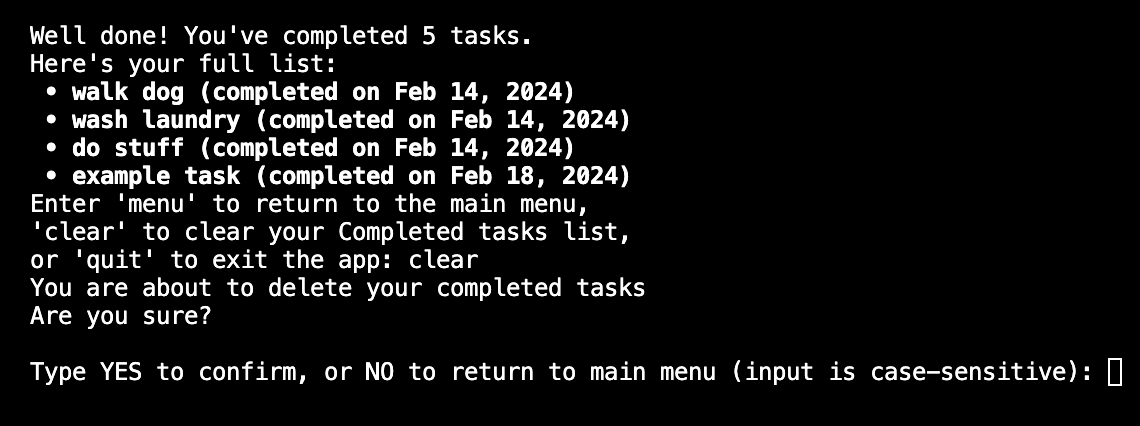 Well done! You've completed 5 tasks.
Here's your full list:
• walk dog (completed on Feb 14, 2024)
• wash laundry (completed on Feb 14, 2024)
• do stuff (completed on Feb 14, 2024)
• example task (completed on Feb 18, 2024)
Enter 'menu' to return to the main menu,
'clear' to clear your Completed tasks list,
or 'quit' to exit the app: clear
You are about to delete your completed tasks
Are you sure?
Type YES to confirm, or NO to return to main menu (input is case-sensitive):